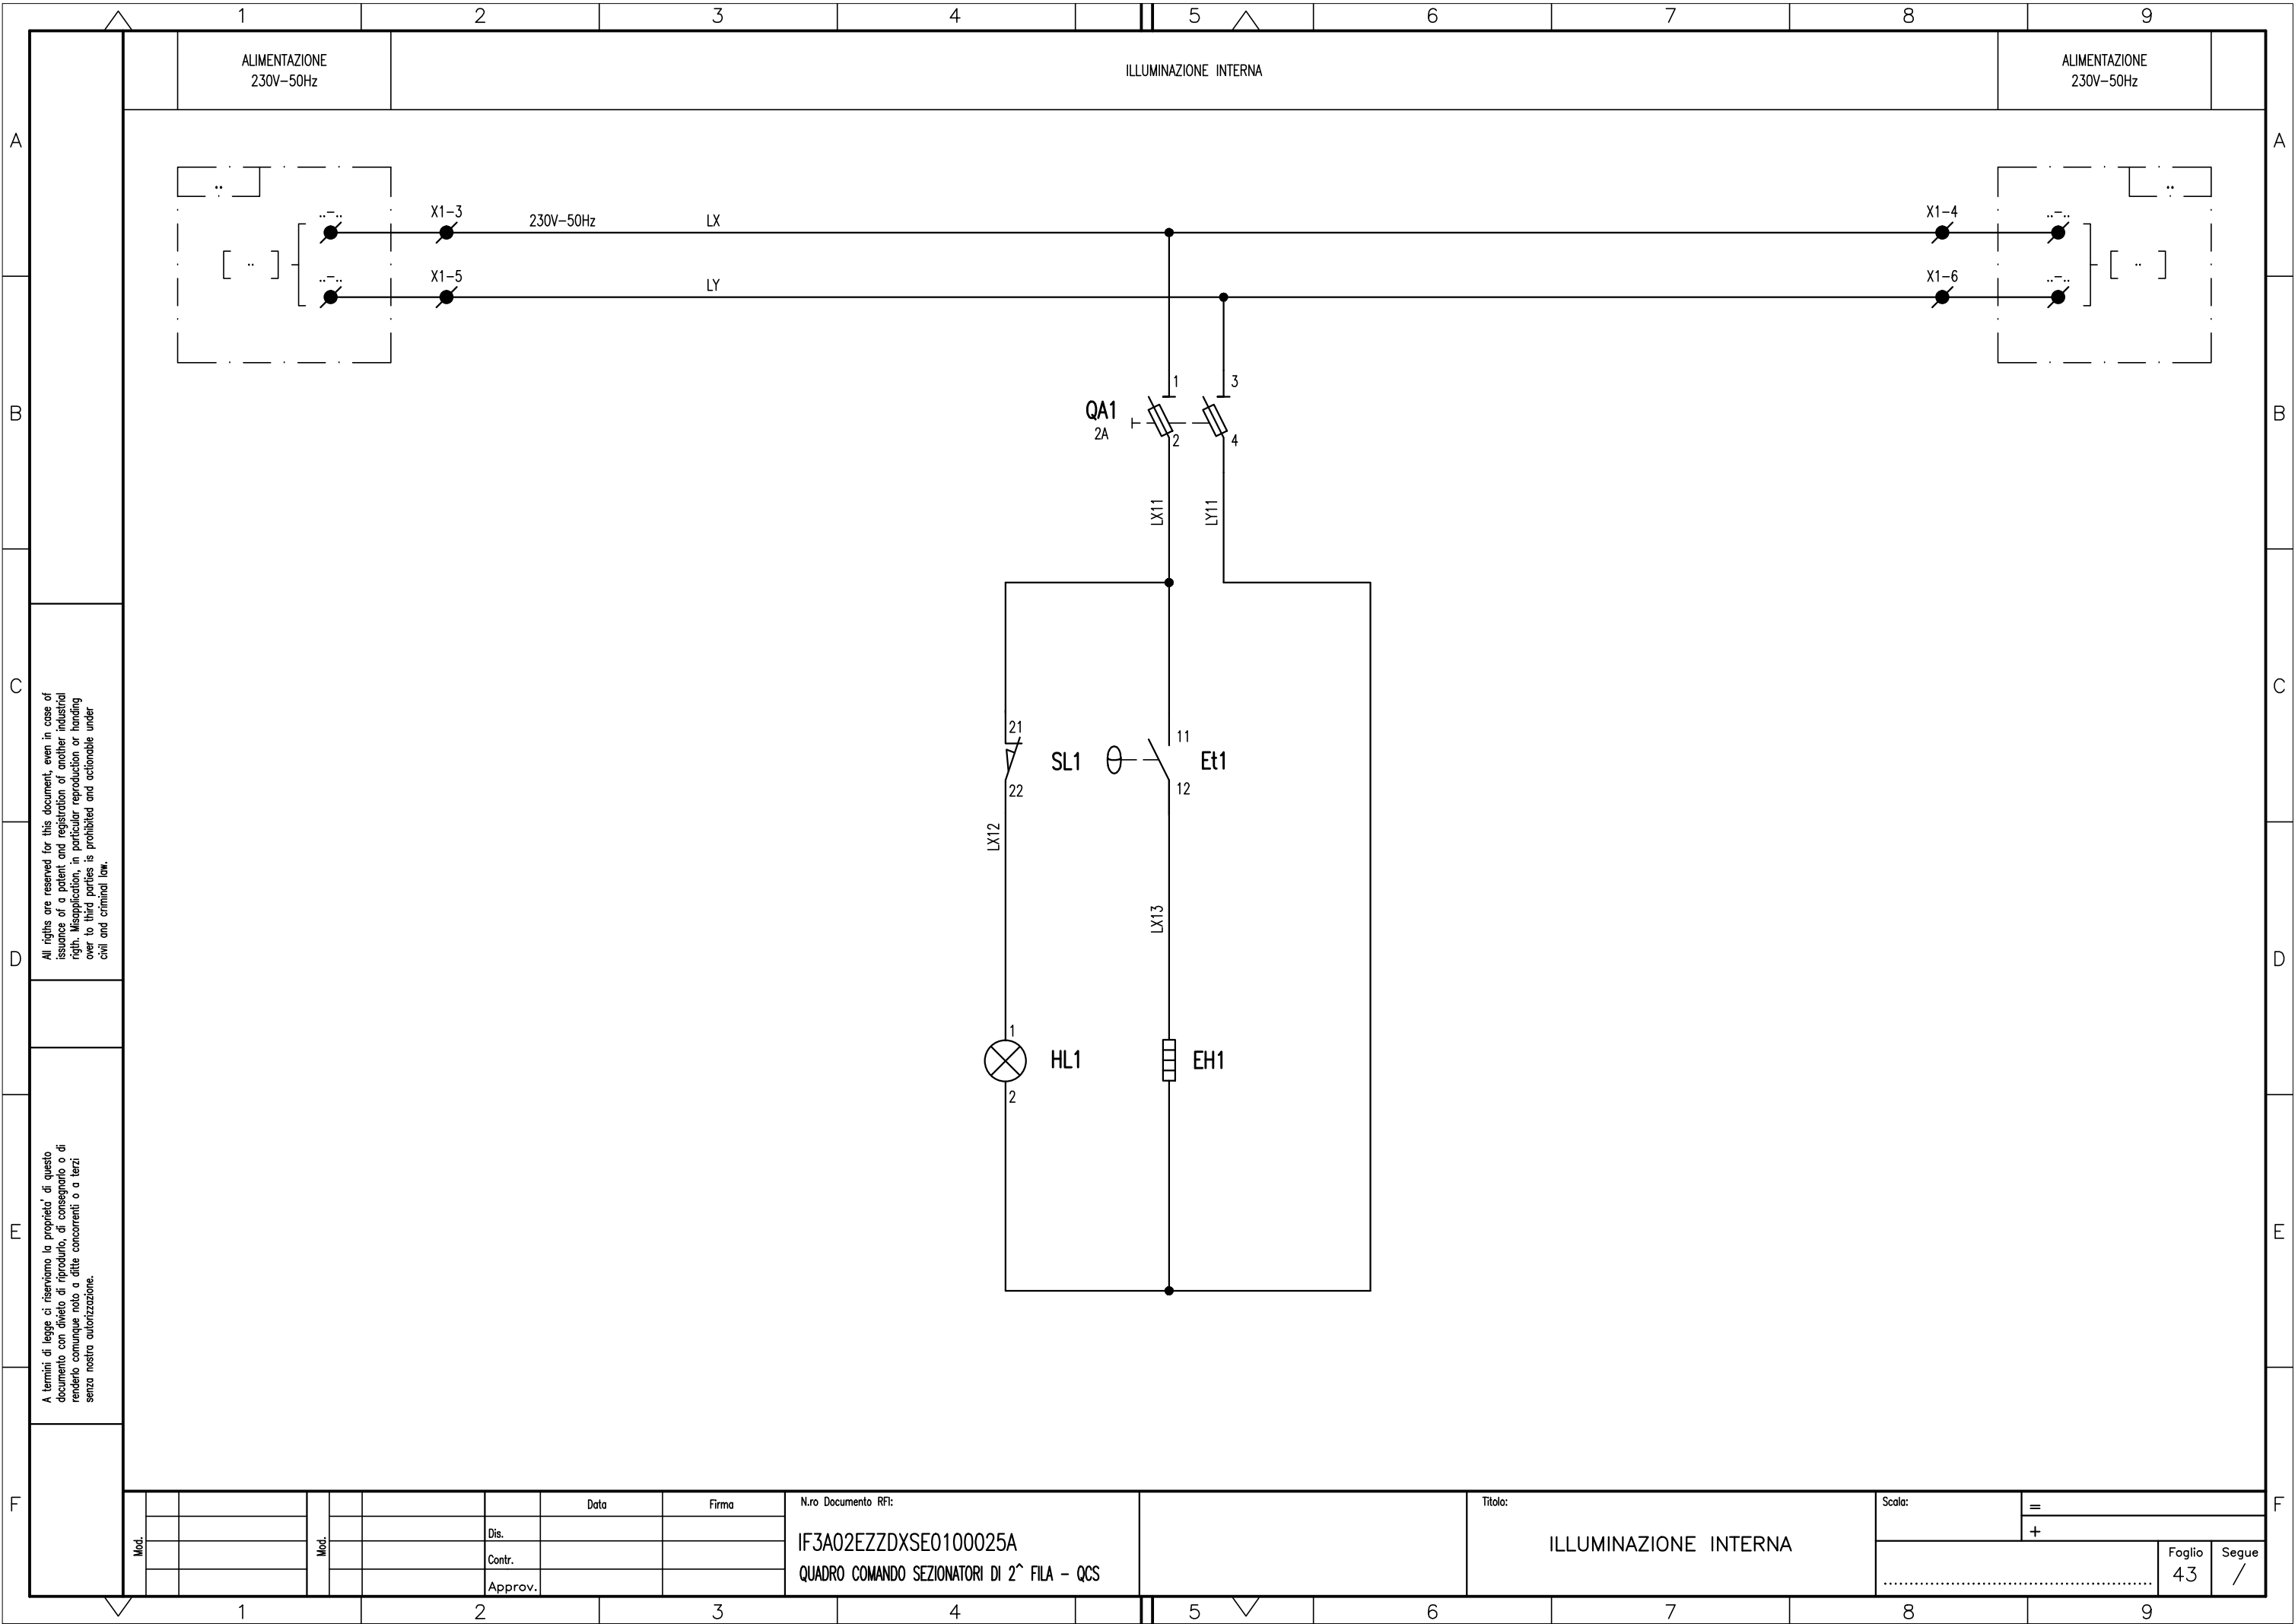 1 2 3 4 5 6 7 8 9
ALIMENTAZIONE
230V-50Hz
ILLUMINAZIONE INTERNA
ALIMENTAZIONE
230V-50Hz
A
A
..
..
..-.. X1-3 230V-50Hz LX X1-4 ..-..
[ .. ]
[ .. ]
..-.. X1-5 LY X1-6 ..-..
B
B
1 3
QA1
2A
2 4
LX11
LY11
C
C
21
11
SL1
Et1
22
12
LX12
LX13
D
D
1
HL1
EH1
2
E
E
F
F
All rigths are reserved for this document, even in case of
issuance of a patent and registration of another industrial
rigth. Misapplication, in particular reproduction or handing
over to third parties is prohibited and actionable under
civil and criminal law.
A termini di legge ci riserviamo la proprieta' di questo
documento con divieto di riprodurlo, di consegnarlo o di
renderlo comunque noto a ditte concorrenti o a terzi
senza nostra autorizzazione.
Mod.
Mod.
Data Firma
Dis.
Contr.
Approv.
N.ro Documento RFI:
IF3A02EZZDXSE0100025A
QUADRO COMANDO SEZIONATORI DI 2^ FILA - QCS
Titolo:
ILLUMINAZIONE INTERNA
Scala:
=
+
Foglio
43
Segue
/
1 2 3 4 5 6 7 8 9